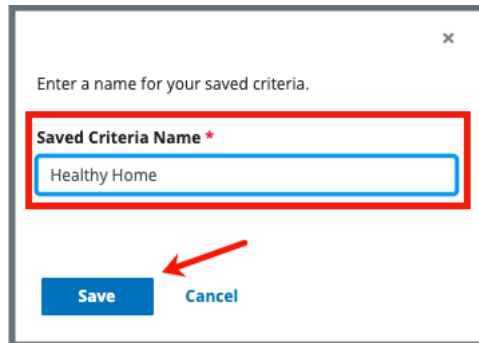 ×
Enter a name for your saved criteria.
Saved Criteria Name *
Healthy Home
Save Cancel